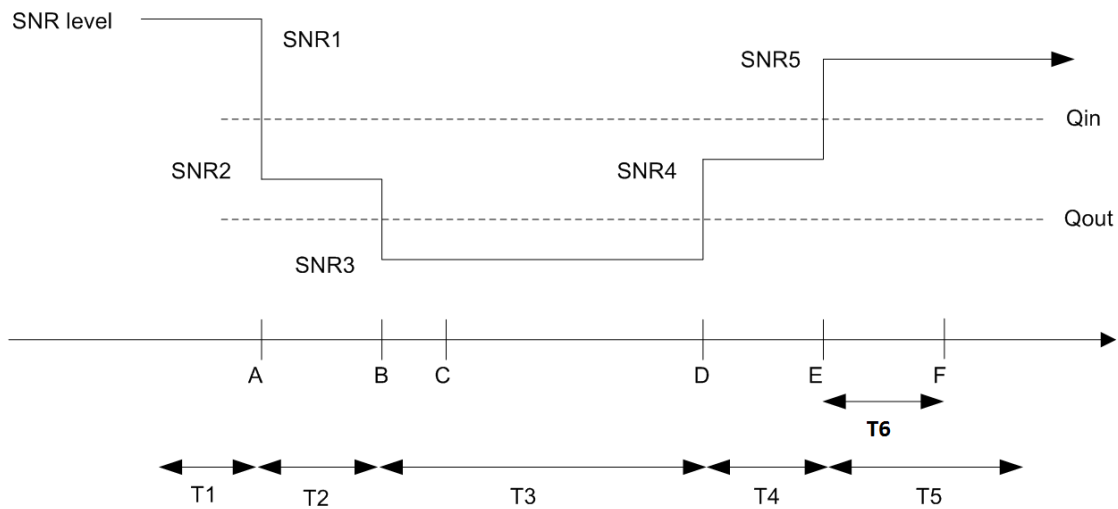 SNR level
SNR1
SNR5
Qin
SNR2
SNR4
Qout
SNR3
A B C D E F
T6
T1 T2 T3 T4 T5